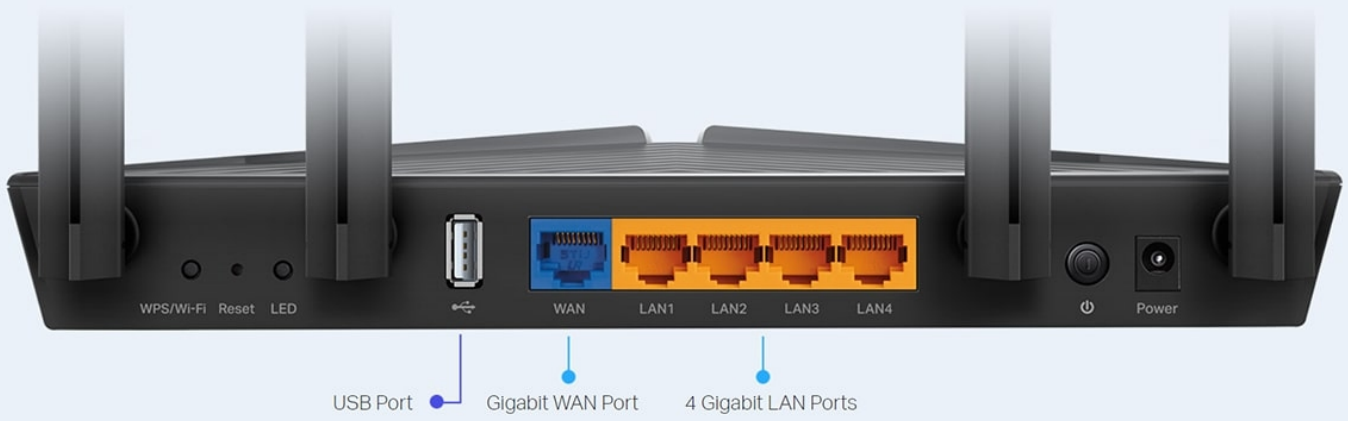 WPS/Wi-Fi Reset LED WAN LAN1 LAN2 LAN3 LAN4 Power
USB Port Gigabit WAN Port 4 Gigabit LAN Ports